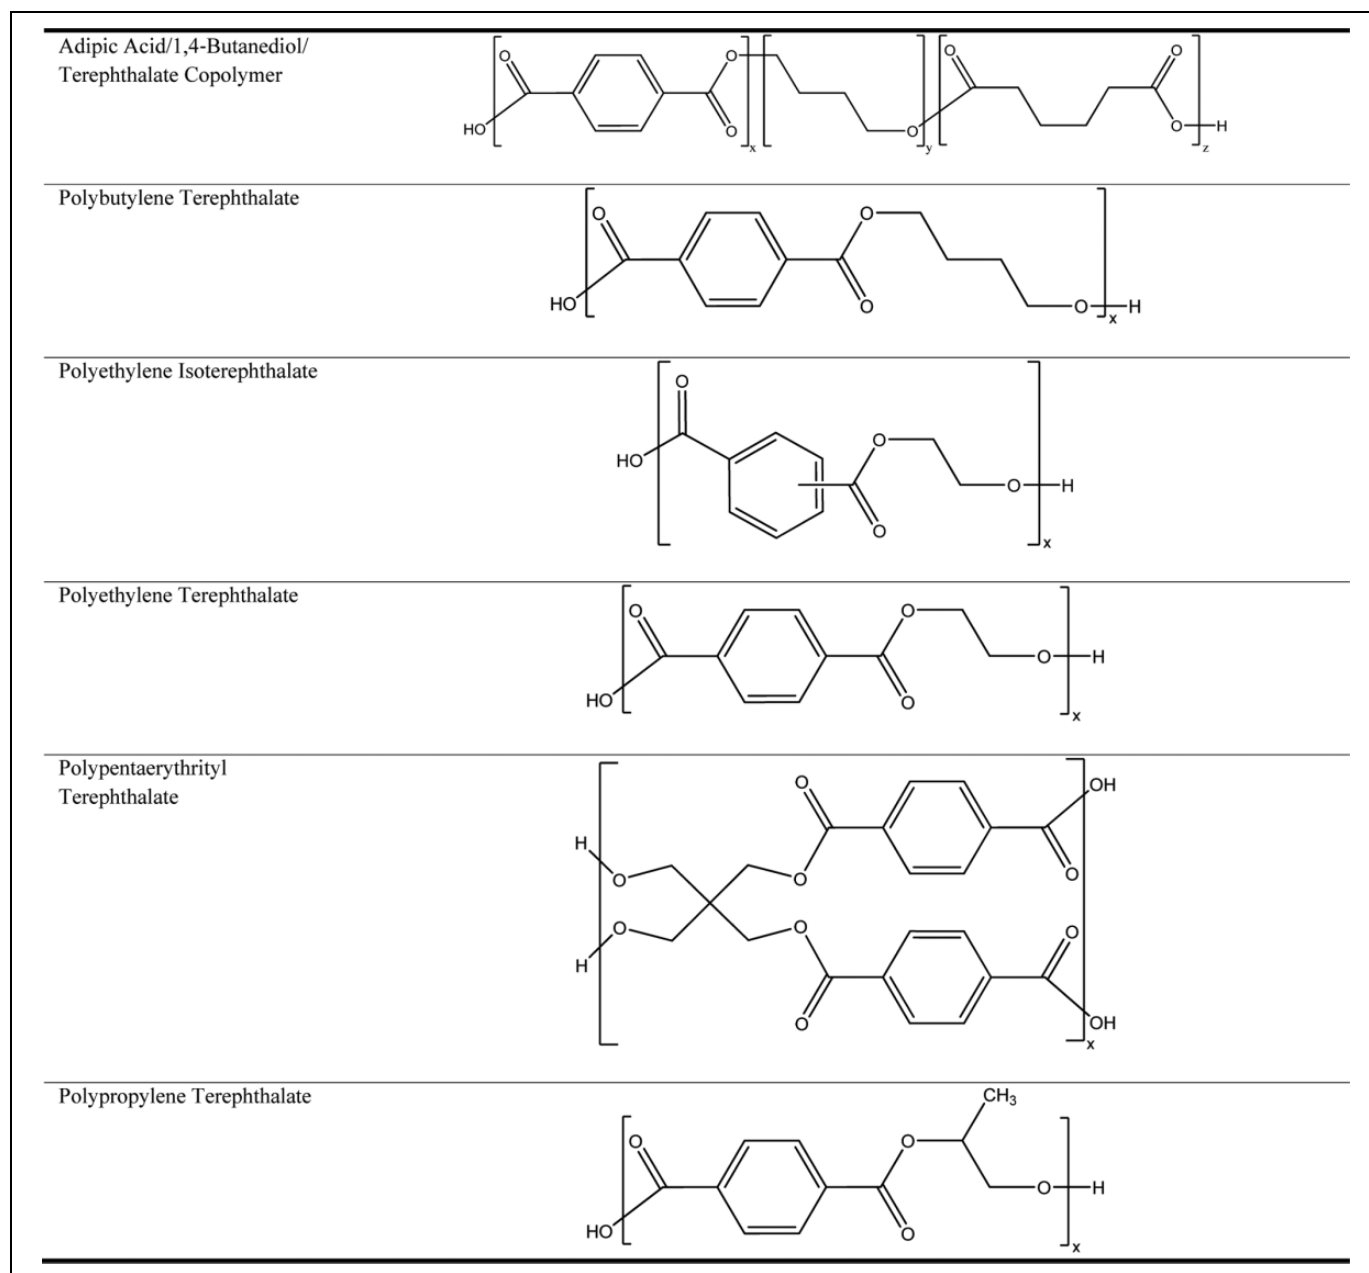 Adipic Acid/1,4-Butanediol/
Terephthalate Copolymer
O
O
O
O
HO
O
O
O
H
x
y
z
Polybutylene Terephthalate
O
O
HO
O
O
H
x
Polyethylene Isoterephthalate
O
O
HO
O
H
O
x
Polyethylene Terephthalate
O
O
O
H
HO
O
x
Polypentaerythrityl
Terephthalate
O
OH
H
O
O
O
O
O
O
H
O
OH
x
Polypropylene Terephthalate
CH3
O
O
O
H
HO
O
x